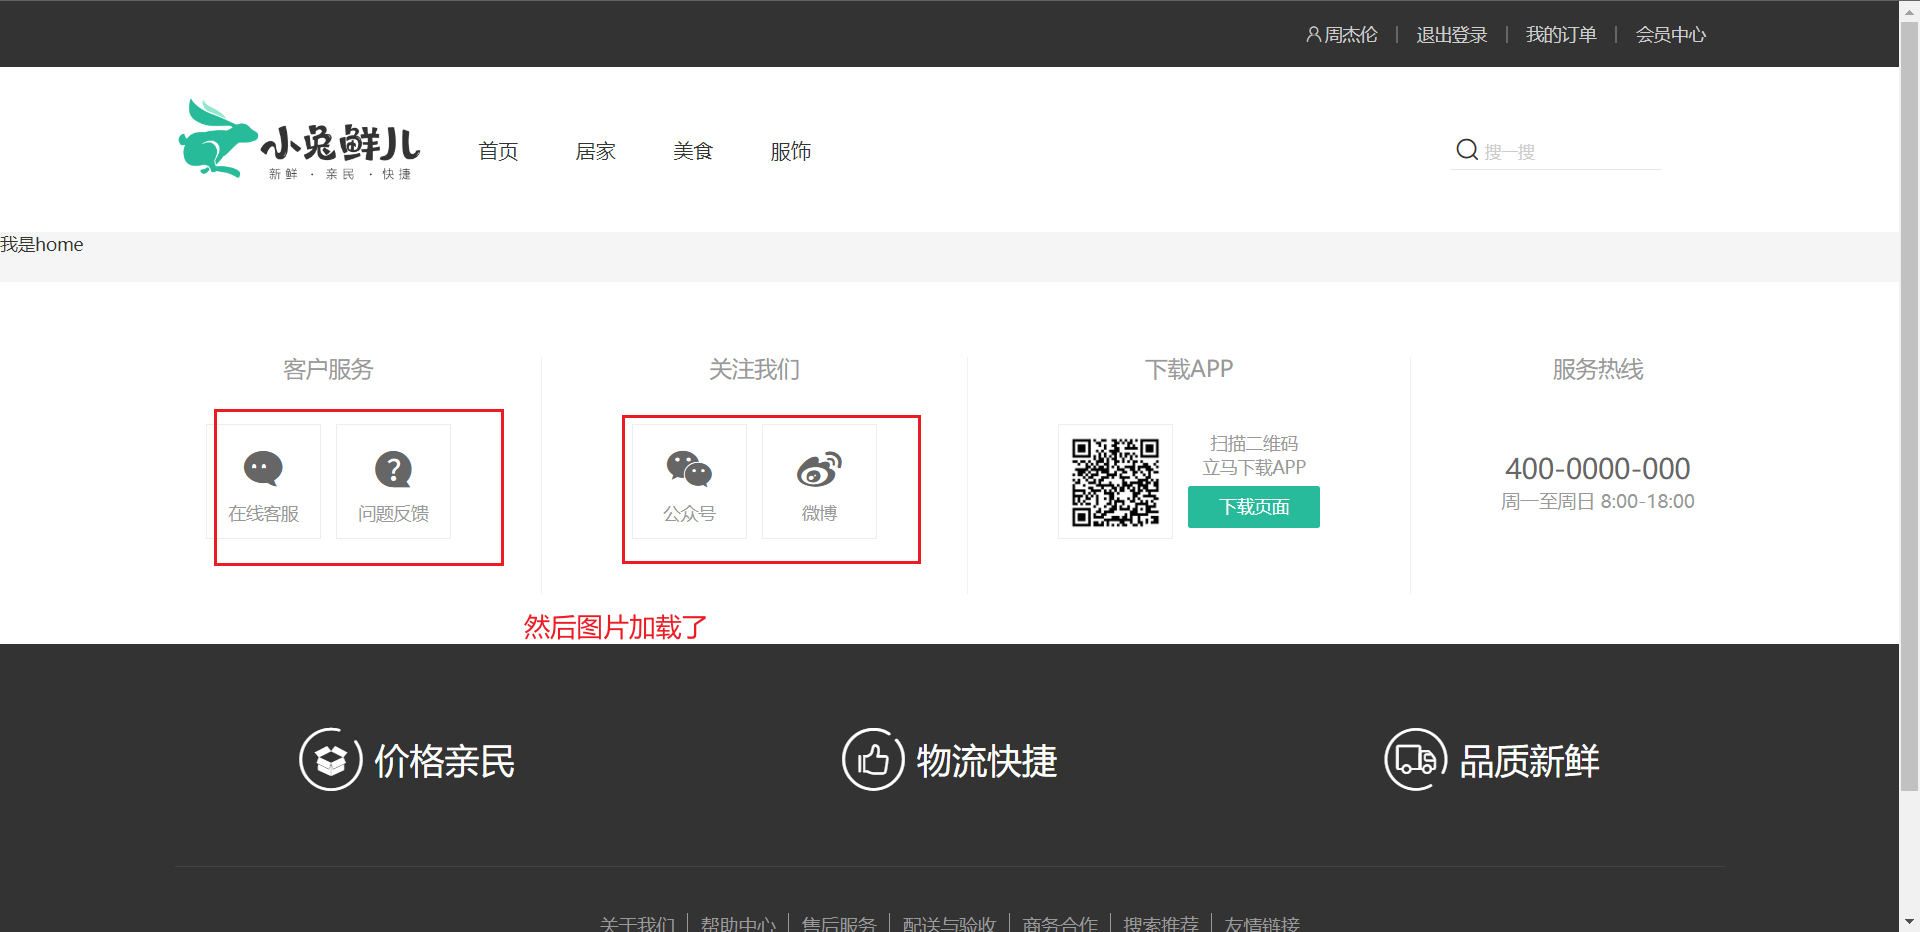 周杰伦 | 退出登录 | 我的订单 | 会员中心
小兔鲜儿
新鲜 · 亲民 · 快捷
首页 居家 美食 服饰
搜一搜
我是home
客户服务 关注我们 下载APP 服务热线
在线客服 问题反馈 公众号 微博
扫描二维码
立马下载APP
下载页面
400-0000-000
周一至周日 8:00-18:00
然后图片加载了
价格亲民 物流快捷 品质新鲜
关于我们 | 帮助中心 | 售后服务 | 配送与验收 | 商务合作 | 搜索推荐 | 友情链接